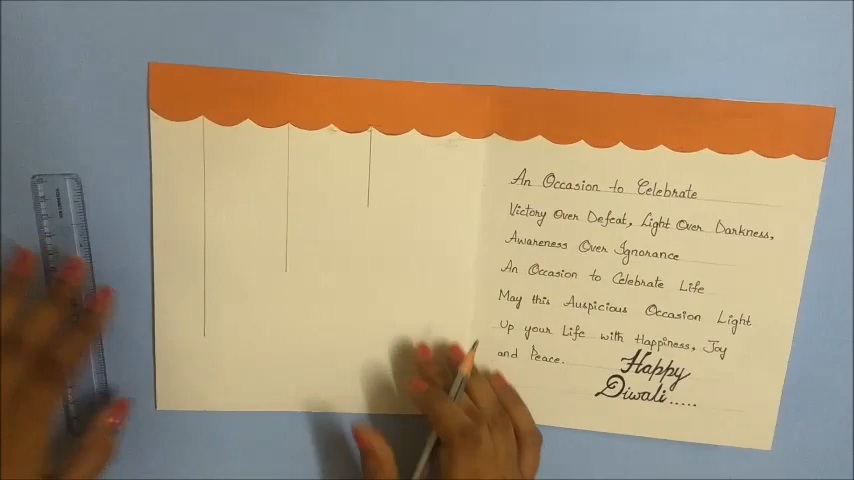 An Occasion to Celebrate
Victory Over Defeat, Light Over Darkness,
Awareness Over Ignorance
An Occasion to Celebrate Life
May this Auspicious Occasion Light
Up your Life with Happiness, Joy
and Peace.
Happy
Diwali.....